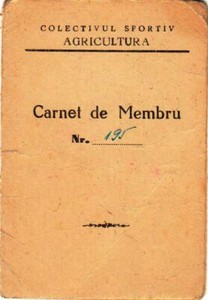 COLECTIVUL SPORTIV
AGRICULTURA
Carnet de Membru
Nr. 195